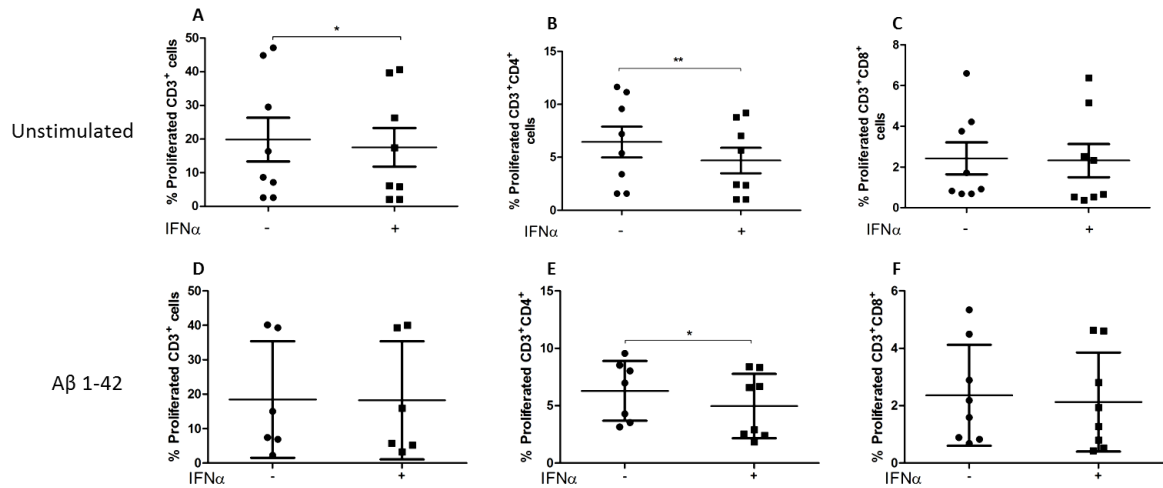 Unstimulated
A
% Proliferated CD3+ cells
50
40
30
20
10
0
*
IFNα
-
+
B
% Proliferated CD3+CD4+
cells
15
10
5
0
**
IFNα
-
+
C
% Proliferated CD3+CD8+
cells
8
6
4
2
0
IFNα
-
+
Aβ 1-42
D
% Proliferated CD3+ cells
50
40
30
20
10
0
IFNα
-
+
E
% Proliferated CD3+CD4+
15
10
5
0
*
IFNα
-
+
F
% Proliferated CD3+CD8+
6
4
2
0
IFNα
-
+